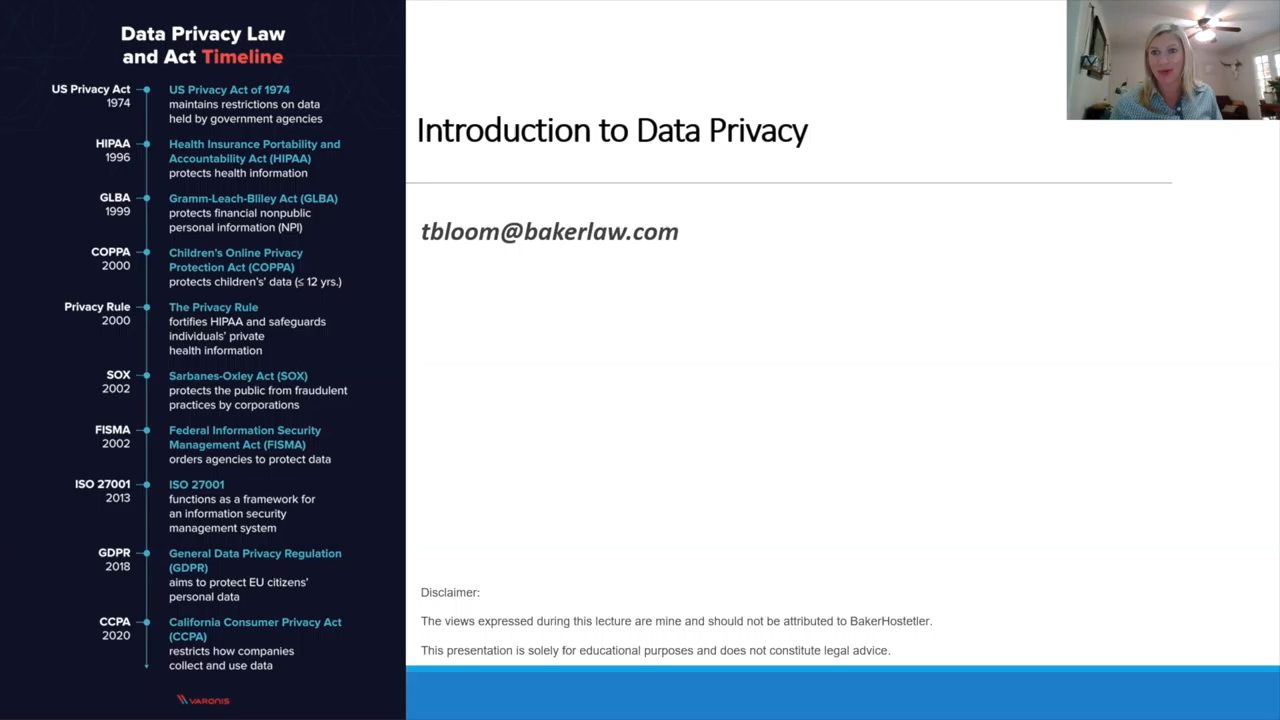 Data Privacy Law
and Act Timeline
US Privacy Act
1974
US Privacy Act of 1974
maintains restrictions on data
held by government agencies
HIPAA
1996
Health Insurance Portability and
Accountability Act (HIPAA)
protects health information
GLBA
1999
Gramm-Leach-Bliley Act (GLBA)
protects financial nonpublic
personal information (NPI)
COPPA
2000
Children's Online Privacy
Protection Act (COPPA)
protects children's' data (≤ 12 yrs.)
Privacy Rule
2000
The Privacy Rule
fortifies HIPAA and safeguards
individuals' private
health information
SOX
2002
Sarbanes-Oxley Act (SOX)
protects the public from fraudulent
practices by corporations
FISMA
2002
Federal Information Security
Management Act (FISMA)
orders agencies to protect data
ISO 27001
2013
ISO 27001
functions as a framework for
an information security
management system
GDPR
2018
General Data Privacy Regulation
(GDPR)
aims to protect EU citizens'
personal data
CCPA
2020
California Consumer Privacy Act
(CCPA)
restricts how companies
collect and use data
VARONIS
Introduction to Data Privacy
tbloom@bakerlaw.com
Disclaimer:
The views expressed during this lecture are mine and should not be attributed to BakerHostetler.
This presentation is solely for educational purposes and does not constitute legal advice.